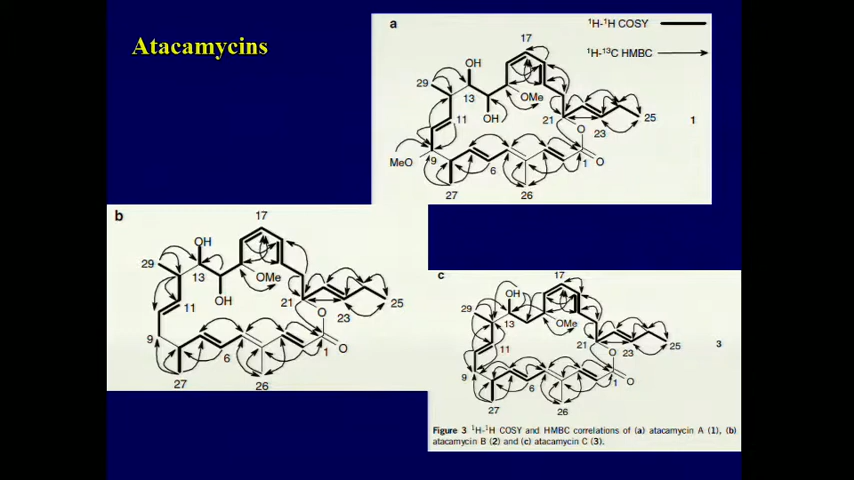 Atacamycins
a
¹H-¹H COSY
¹H-¹³C HMBC
17
OH
29
13
OMe
11
OH
21
O
23
25
1
MeO
9
6
1
O
27
26
b
17
OH
29
13
OMe
11
OH
21
O
23
25
9
6
1
O
27
26
c
17
OH
29
13
OMe
11
21
23
25
3
O
9
6
1
O
27
26
Figure 3 ¹H-¹H COSY and HMBC correlations of (a) atacamycin A (1), (b)
atacamycin B (2) and (c) atacamycin C (3).